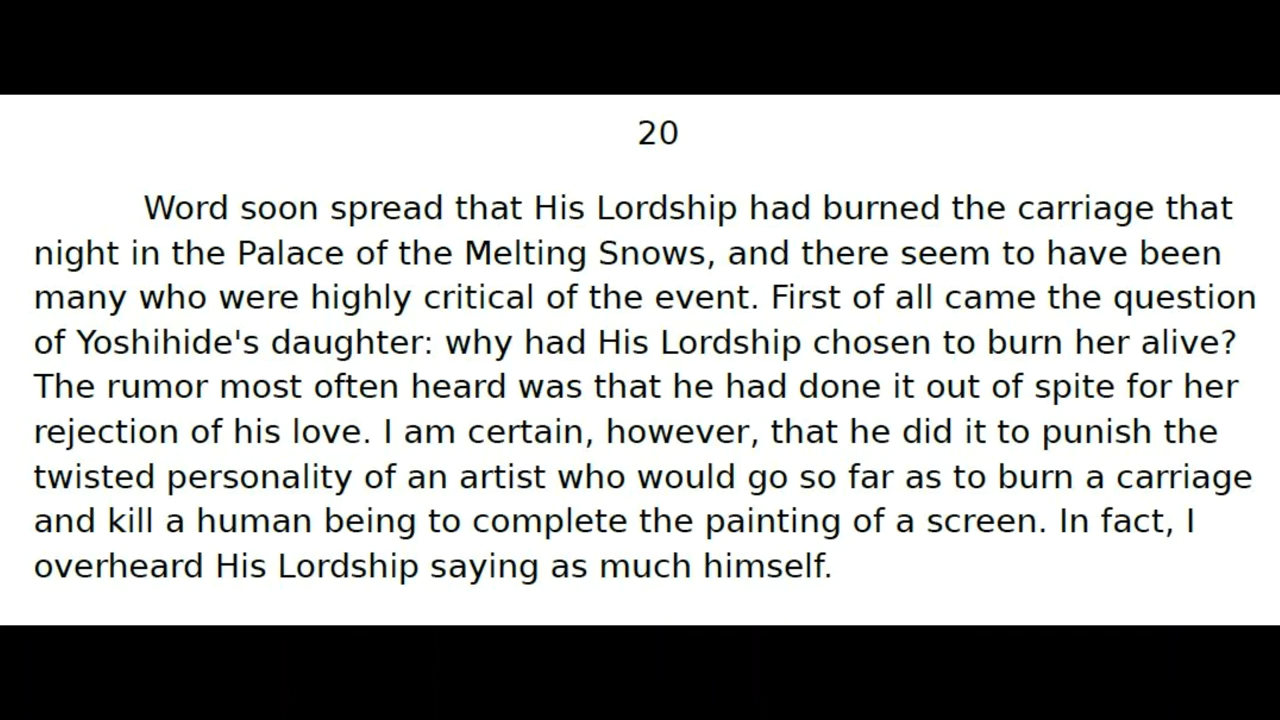 20
Word soon spread that His Lordship had burned the carriage that
night in the Palace of the Melting Snows, and there seem to have been
many who were highly critical of the event. First of all came the question
of Yoshihide's daughter: why had His Lordship chosen to burn her alive?
The rumor most often heard was that he had done it out of spite for her
rejection of his love. I am certain, however, that he did it to punish the
twisted personality of an artist who would go so far as to burn a carriage
and kill a human being to complete the painting of a screen. In fact, I
overheard His Lordship saying as much himself.